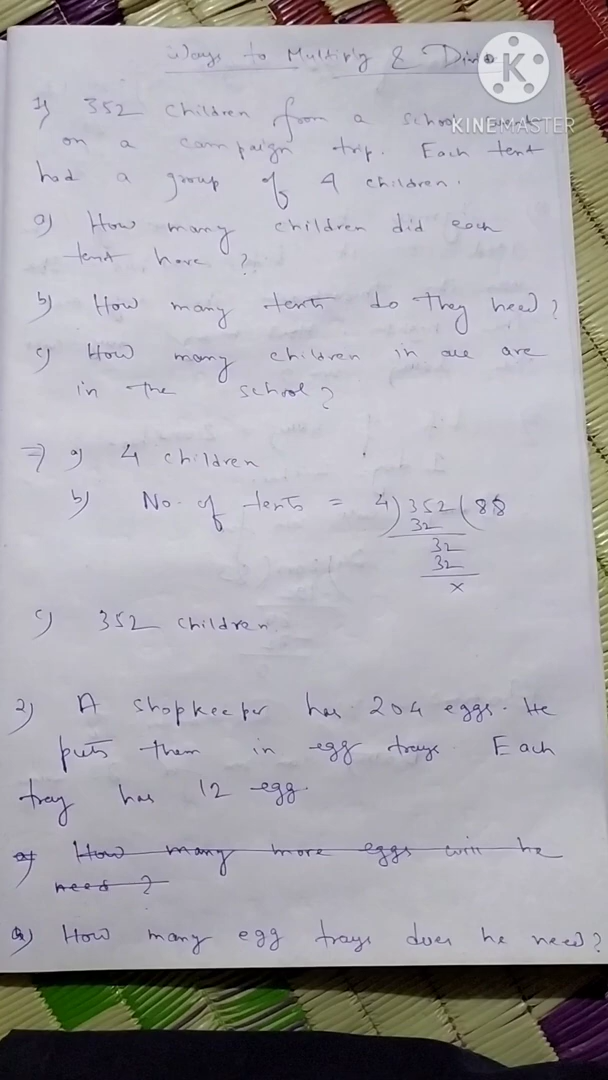 Ways to Multiply & Divide
KINEMASTER
1) 352 children from a school went
on a campaign trip. Each tent
had a group of 4 children.
a) How many children did each
tent have?
b) How many tents do they need?
c) How many children in all are
in the school?
=> a) 4 children
b) No. of tents = 4) 352 (88
32
32
32
x
c) 352 children.
2) A shopkeeper has 204 eggs. He
puts them in egg trays. Each
tray has 12 egg.
a) How many more eggs will he
need?
a) How many egg trays does he need?